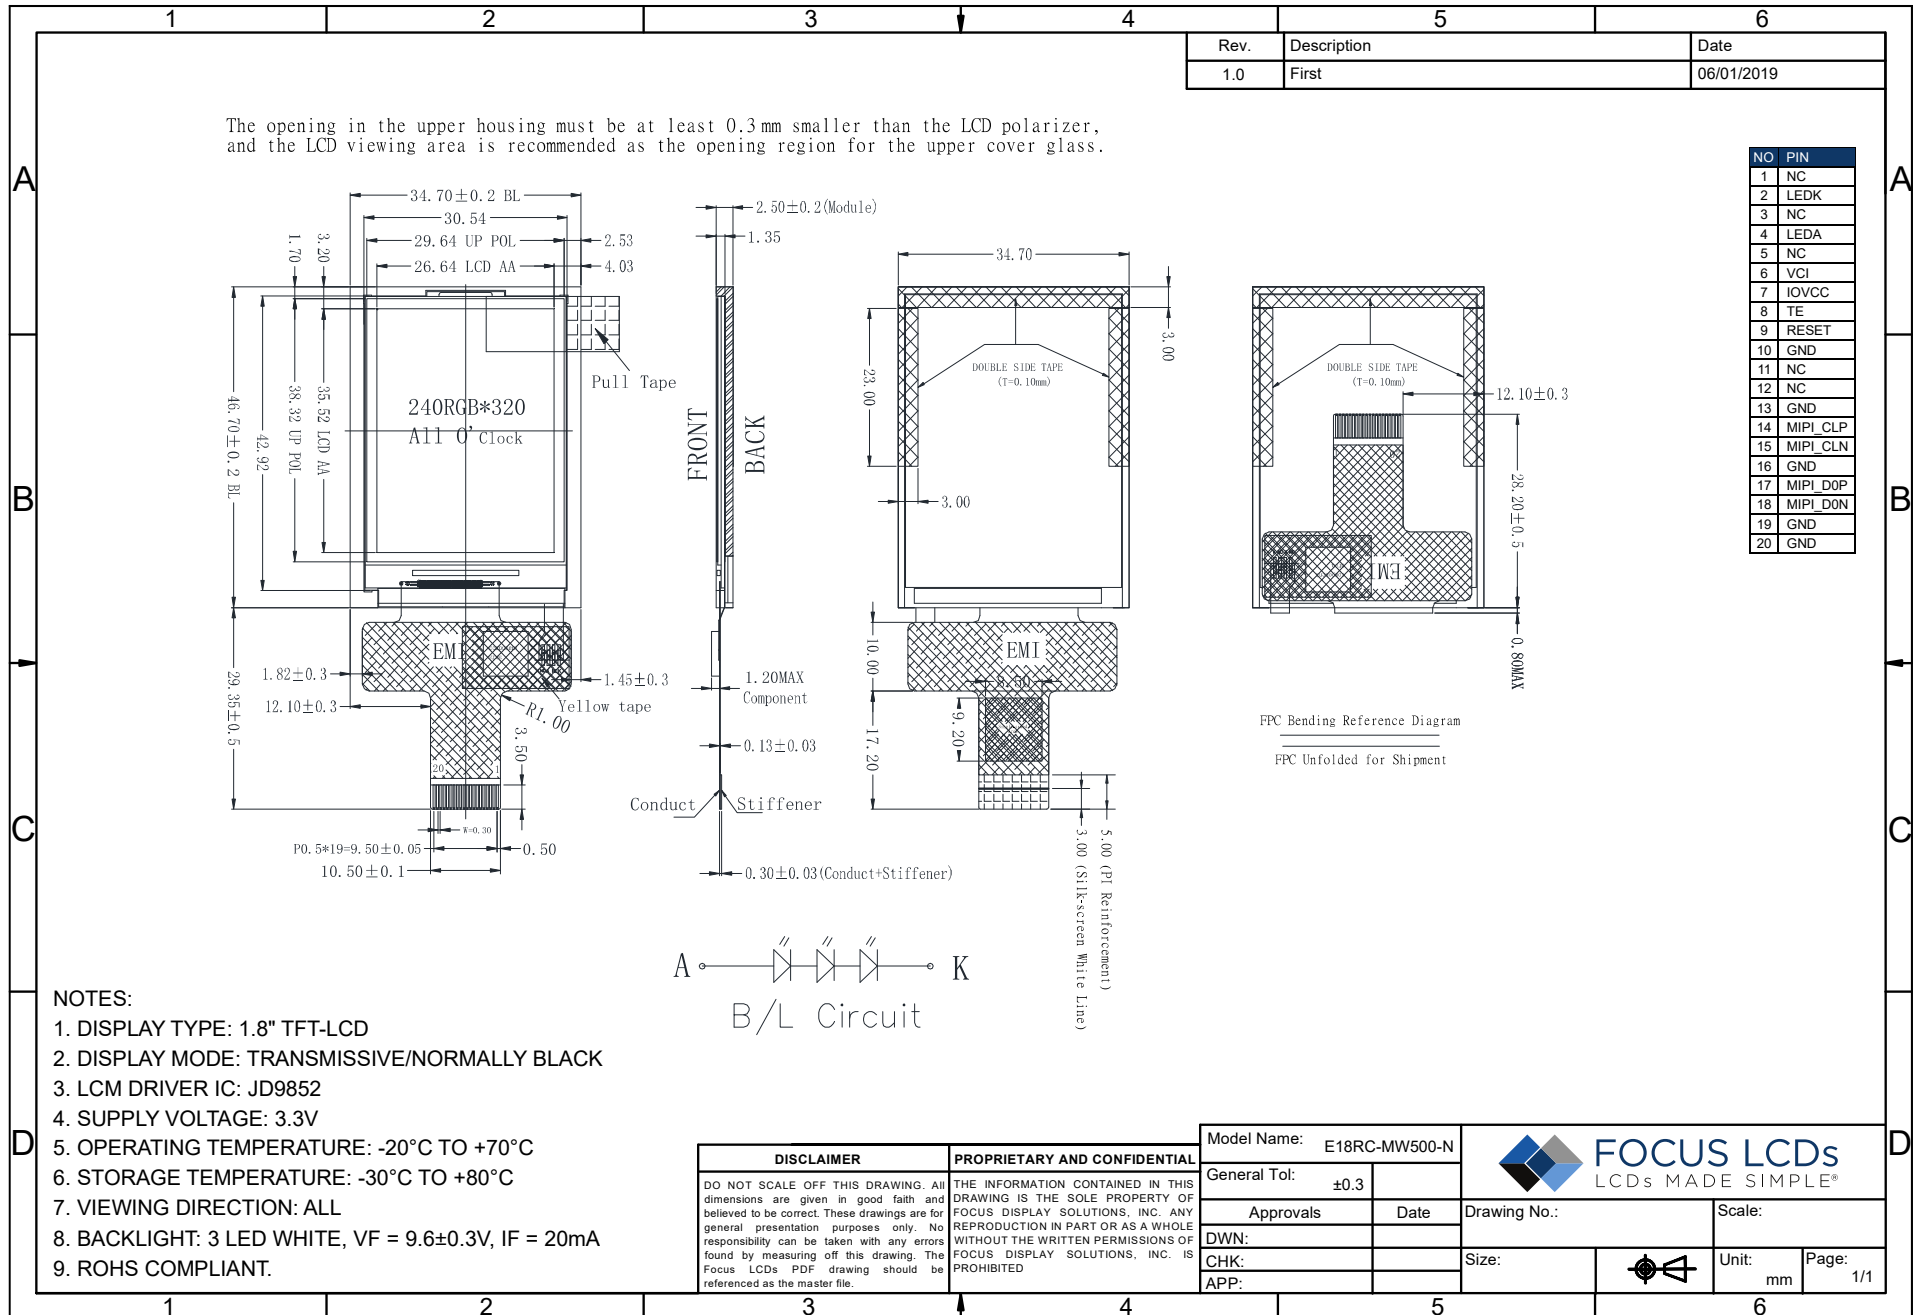 1 2 3 4 5 6
Rev. Description Date
1.0 First 06/01/2019
The opening in the upper housing must be at least 0.3mm smaller than the LCD polarizer,
and the LCD viewing area is recommended as the opening region for the upper cover glass.
A
A
B
B
C
C
D
D
NO PIN
1 NC
2 LEDK
3 NC
4 LEDA
5 NC
6 VCI
7 IOVCC
8 TE
9 RESET
10 GND
11 NC
12 NC
13 GND
14 MIPI_CLP
15 MIPI_CLN
16 GND
17 MIPI_D0P
18 MIPI_D0N
19 GND
20 GND
34.70±0.2 BL
30.54
29.64 UP POL
2.53
26.64 LCD AA
4.03
1.70
3.20
46.70±0.2 BL
42.92
38.32 UP POL
35.52 LCD AA
Pull Tape
240RGB*320
All O'Clock
EMI
1.82±0.3
12.10±0.3
29.35±0.5
1.45±0.3
Yellow tape
R1.00
3.50
20 1
W=0.30
P0.5*19=9.50±0.05
0.50
10.50±0.1
2.50±0.2(Module)
1.35
FRONT
BACK
1.20MAX
Component
0.13±0.03
Conduct
Stiffener
0.30±0.03(Conduct+Stiffener)
34.70
3.00
23.00
DOUBLE SIDE TAPE
(T=0.10mm)
3.00
10.00
EMI
8.50
9.20
17.20
3.00 (Silk-screen White Line)
5.00 (PI Reinforcement)
DOUBLE SIDE TAPE
(T=0.10mm)
12.10±0.3
28.20±0.5
EMI
0.80MAX
FPC Bending Reference Diagram
FPC Unfolded for Shipment
A K
B/L Circuit
NOTES:
1. DISPLAY TYPE: 1.8" TFT-LCD
2. DISPLAY MODE: TRANSMISSIVE/NORMALLY BLACK
3. LCM DRIVER IC: JD9852
4. SUPPLY VOLTAGE: 3.3V
5. OPERATING TEMPERATURE: -20°C TO +70°C
6. STORAGE TEMPERATURE: -30°C TO +80°C
7. VIEWING DIRECTION: ALL
8. BACKLIGHT: 3 LED WHITE, VF = 9.6±0.3V, IF = 20mA
9. ROHS COMPLIANT.
DISCLAIMER
DO NOT SCALE OFF THIS DRAWING. All
dimensions are given in good faith and
believed to be correct. These drawings are for
general presentation purposes only. No
responsibility can be taken with any errors
found by measuring off this drawing. The
Focus LCDs PDF drawing should be
referenced as the master file.
PROPRIETARY AND CONFIDENTIAL
THE INFORMATION CONTAINED IN THIS
DRAWING IS THE SOLE PROPERTY OF
FOCUS DISPLAY SOLUTIONS, INC. ANY
REPRODUCTION IN PART OR AS A WHOLE
WITHOUT THE WRITTEN PERMISSIONS OF
FOCUS DISPLAY SOLUTIONS, INC. IS
PROHIBITED
Model Name: E18RC-MW500-N
General Tol: ±0.3
Approvals Date
DWN:
CHK:
APP:
FOCUS LCDs
LCDs MADE SIMPLE®
Drawing No.:
Scale:
Size:
Unit: mm
Page: 1/1
1 2 3 4 5 6